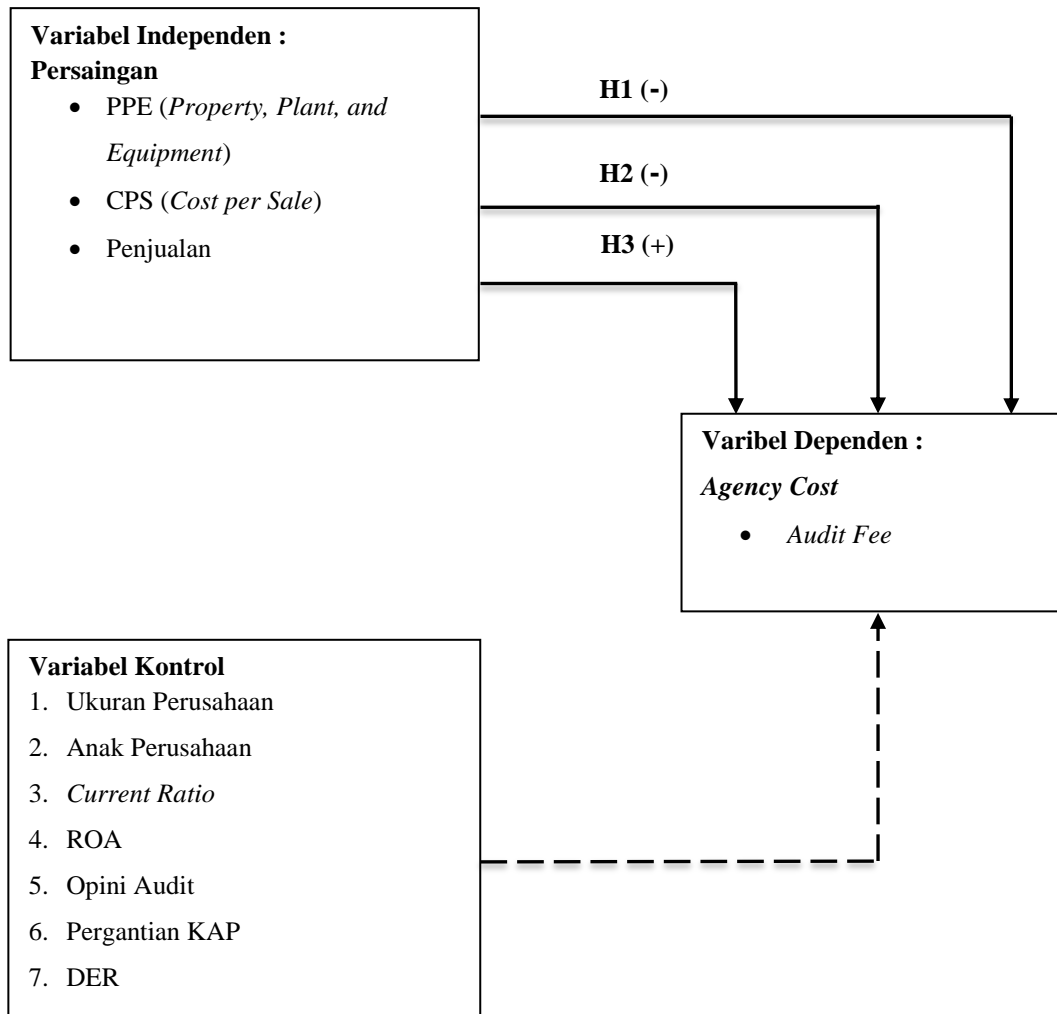 Variabel Independen :
Persaingan
• PPE (Property, Plant, and
Equipment)
• CPS (Cost per Sale)
• Penjualan
H1 (-)
H2 (-)
H3 (+)
Varibel Dependen :
Agency Cost
• Audit Fee
Variabel Kontrol
1. Ukuran Perusahaan
2. Anak Perusahaan
3. Current Ratio
4. ROA
5. Opini Audit
6. Pergantian KAP
7. DER